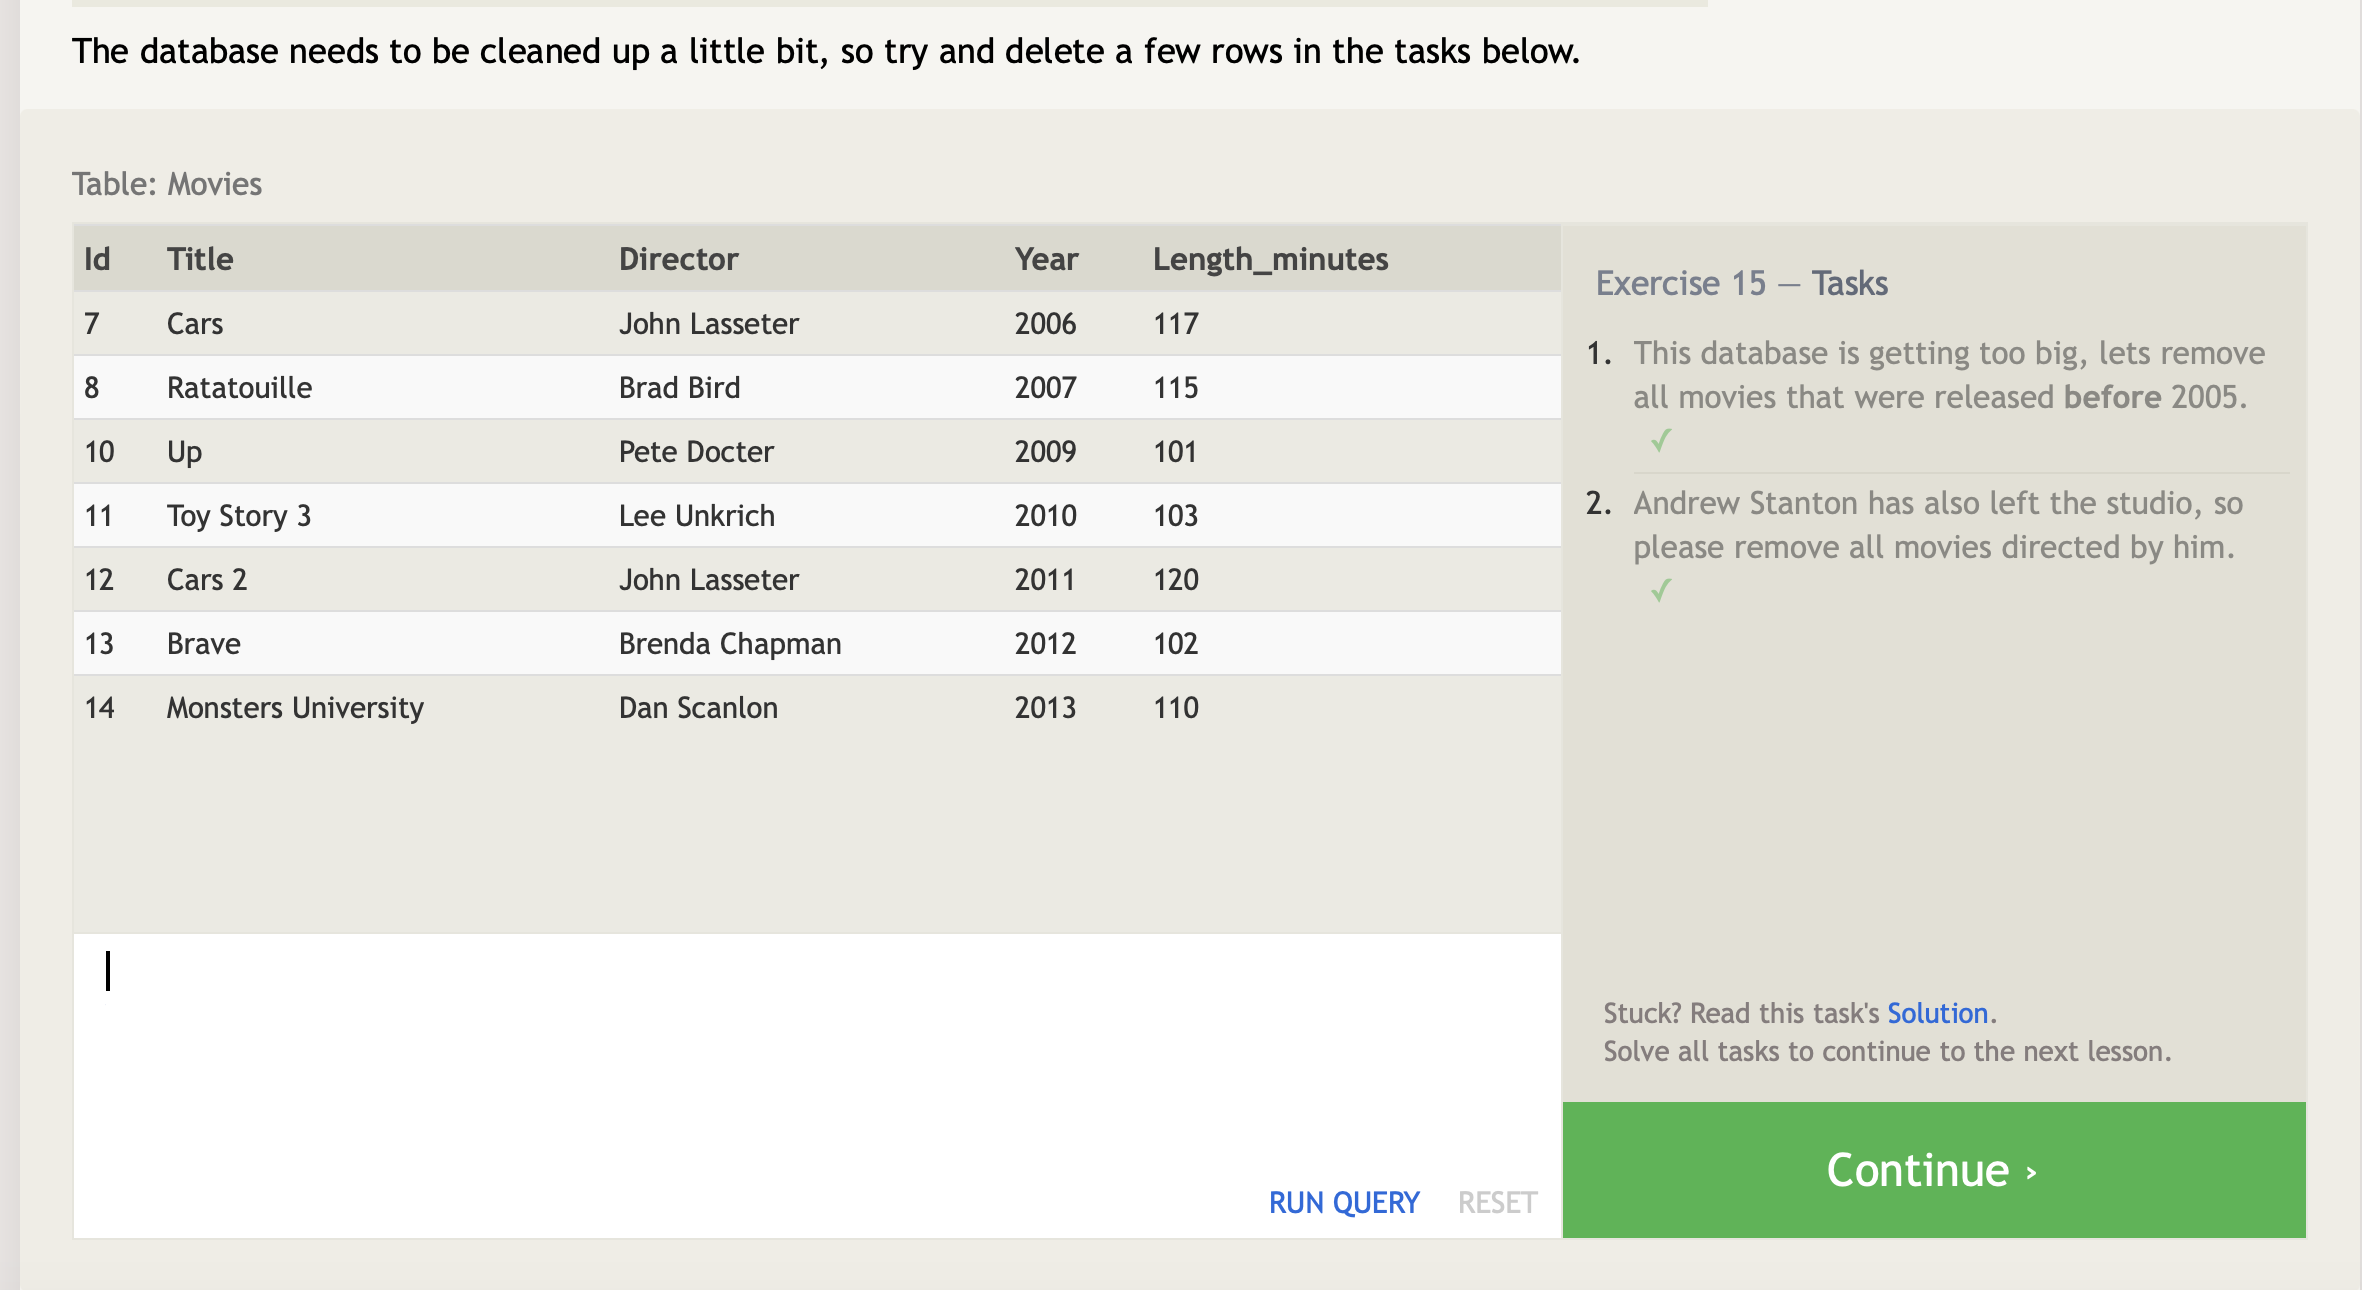 The database needs to be cleaned up a little bit, so try and delete a few rows in the tasks below.
Table: Movies
Id Title Director Year Length_minutes
7 Cars John Lasseter 2006 117
8 Ratatouille Brad Bird 2007 115
10 Up Pete Docter 2009 101
11 Toy Story 3 Lee Unkrich 2010 103
12 Cars 2 John Lasseter 2011 120
13 Brave Brenda Chapman 2012 102
14 Monsters University Dan Scanlon 2013 110
RUN QUERY RESET
Exercise 15 — Tasks
1. This database is getting too big, lets remove
all movies that were released before 2005.
✓
2. Andrew Stanton has also left the studio, so
please remove all movies directed by him.
✓
Stuck? Read this task's Solution.
Solve all tasks to continue to the next lesson.
Continue ›